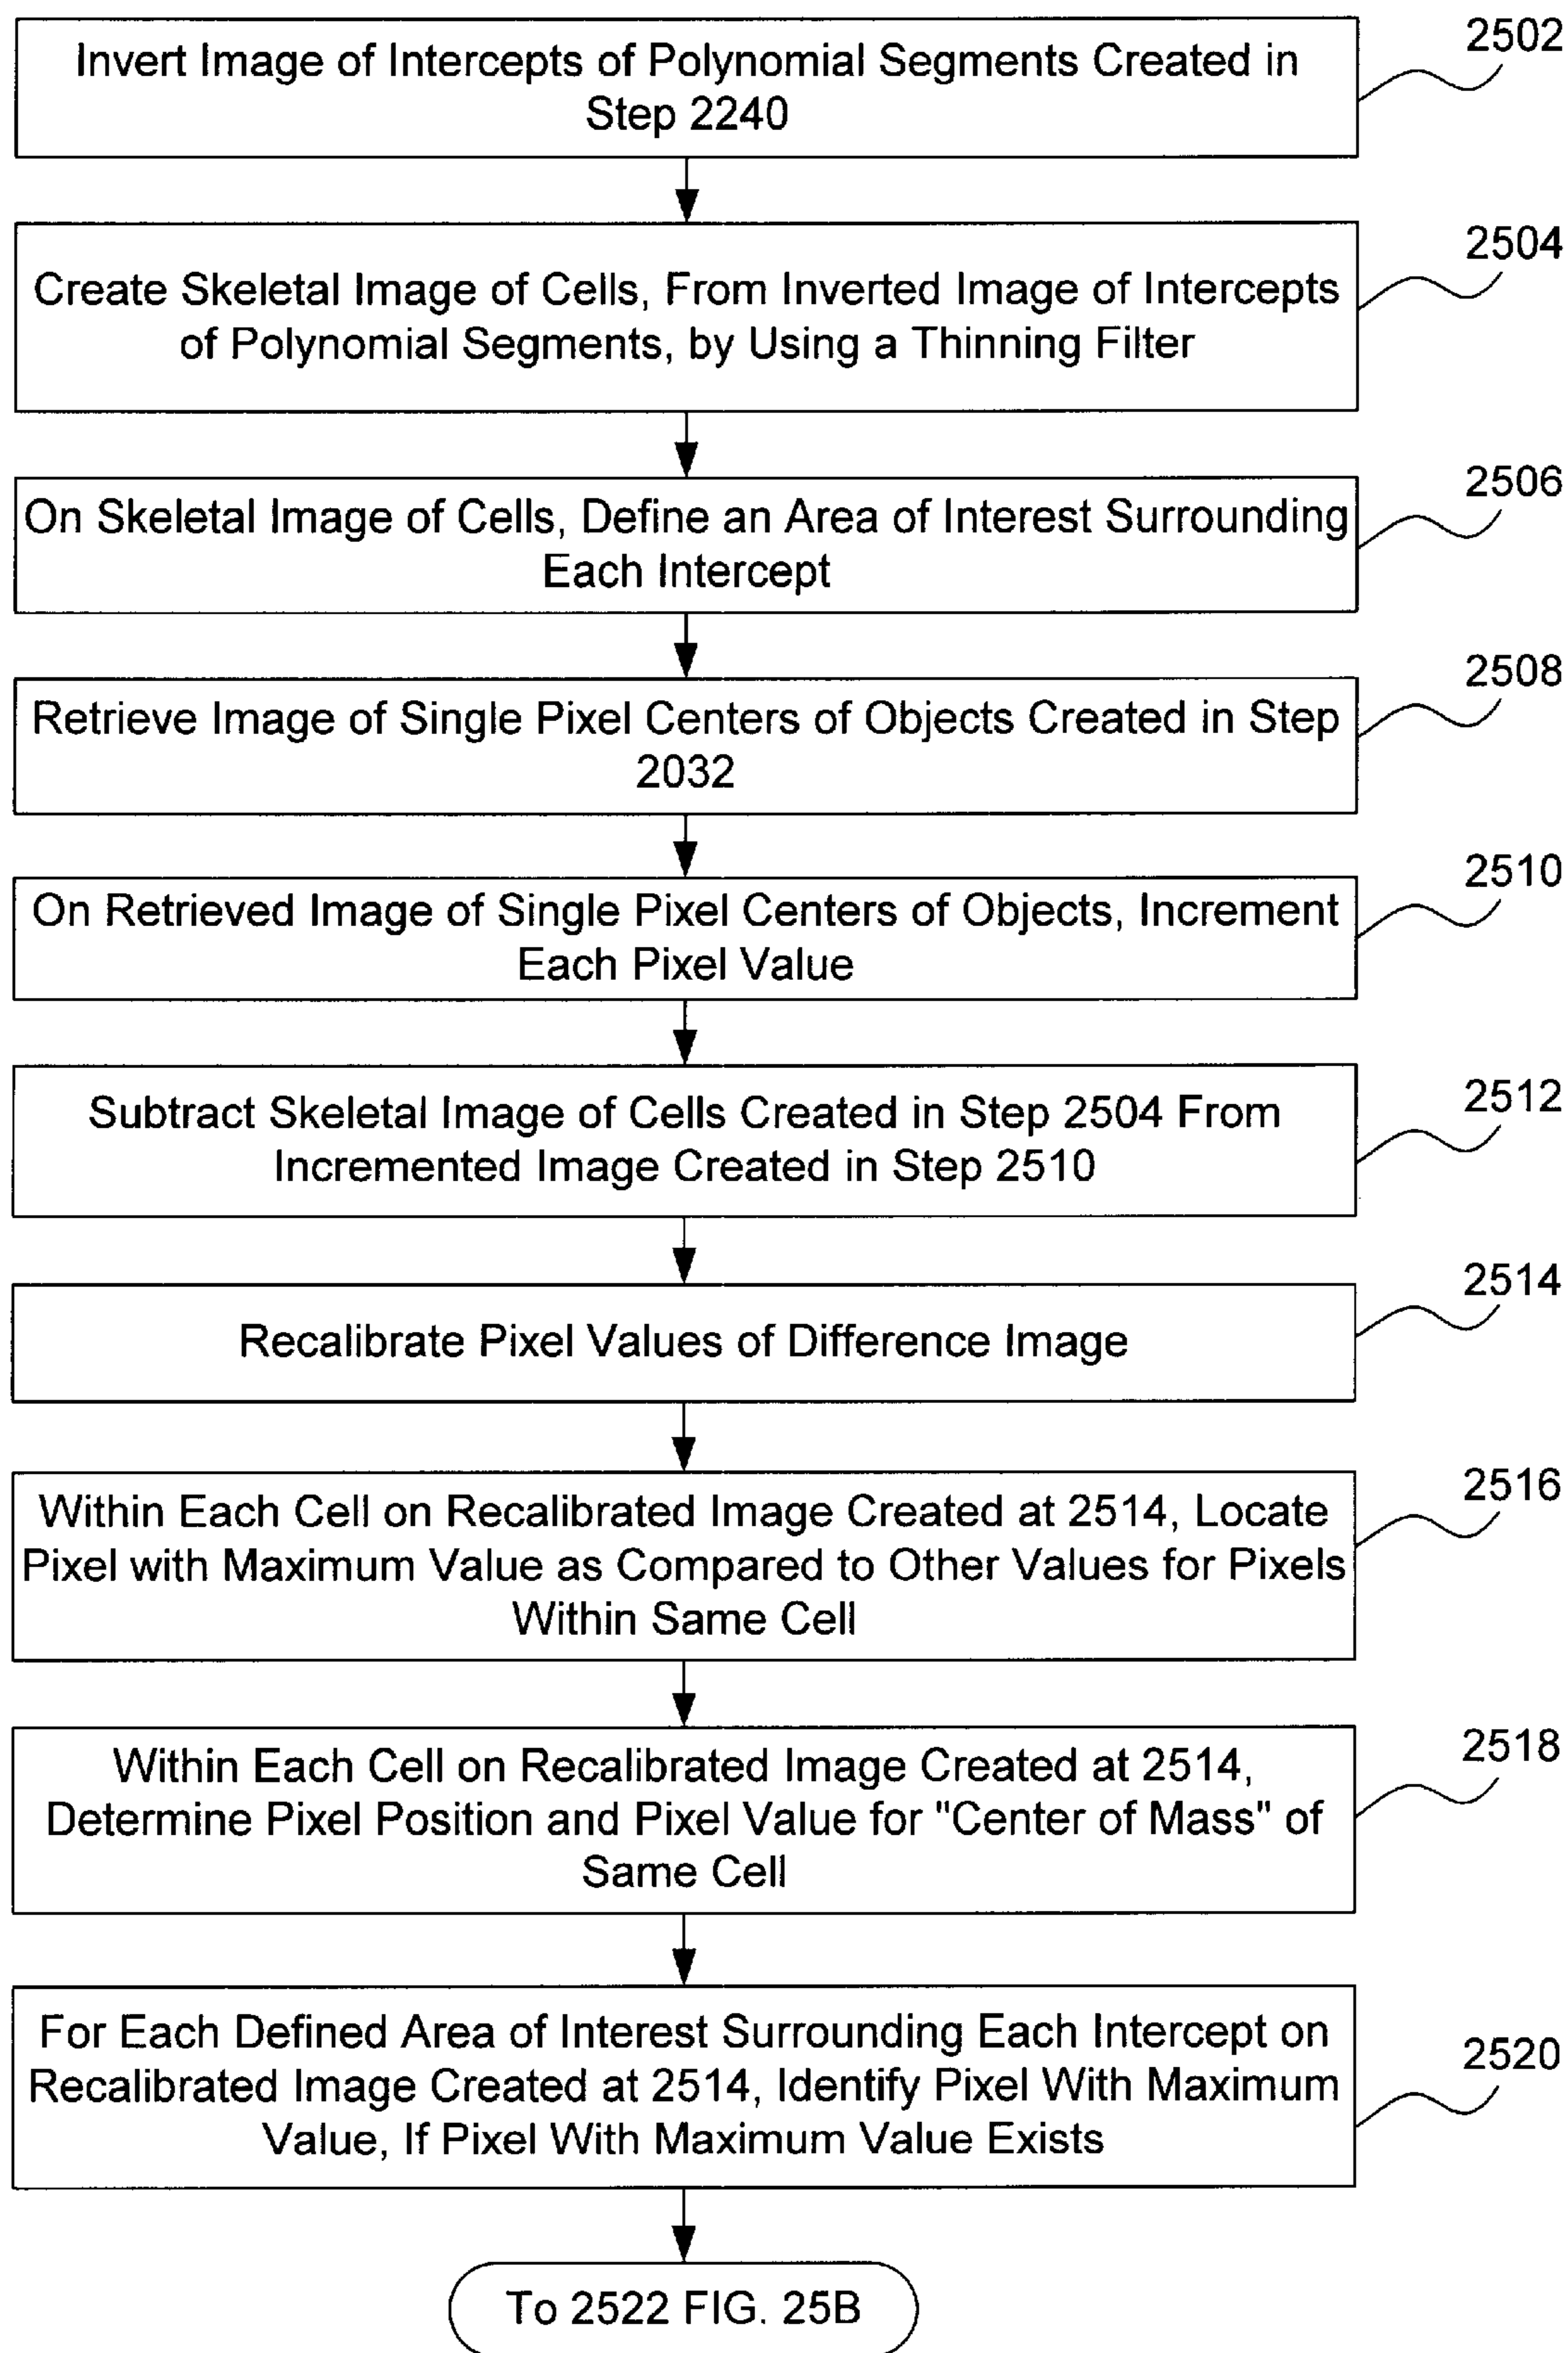 2502
Invert Image of Intercepts of Polynomial Segments Created in
Step 2240
2504
Create Skeletal Image of Cells, From Inverted Image of Intercepts
of Polynomial Segments, by Using a Thinning Filter
2506
On Skeletal Image of Cells, Define an Area of Interest Surrounding
Each Intercept
2508
Retrieve Image of Single Pixel Centers of Objects Created in Step
2032
2510
On Retrieved Image of Single Pixel Centers of Objects, Increment
Each Pixel Value
2512
Subtract Skeletal Image of Cells Created in Step 2504 From
Incremented Image Created in Step 2510
2514
Recalibrate Pixel Values of Difference Image
2516
Within Each Cell on Recalibrated Image Created at 2514, Locate
Pixel with Maximum Value as Compared to Other Values for Pixels
Within Same Cell
2518
Within Each Cell on Recalibrated Image Created at 2514,
Determine Pixel Position and Pixel Value for "Center of Mass" of
Same Cell
2520
For Each Defined Area of Interest Surrounding Each Intercept on
Recalibrated Image Created at 2514, Identify Pixel With Maximum
Value, If Pixel With Maximum Value Exists
To 2522 FIG. 25B